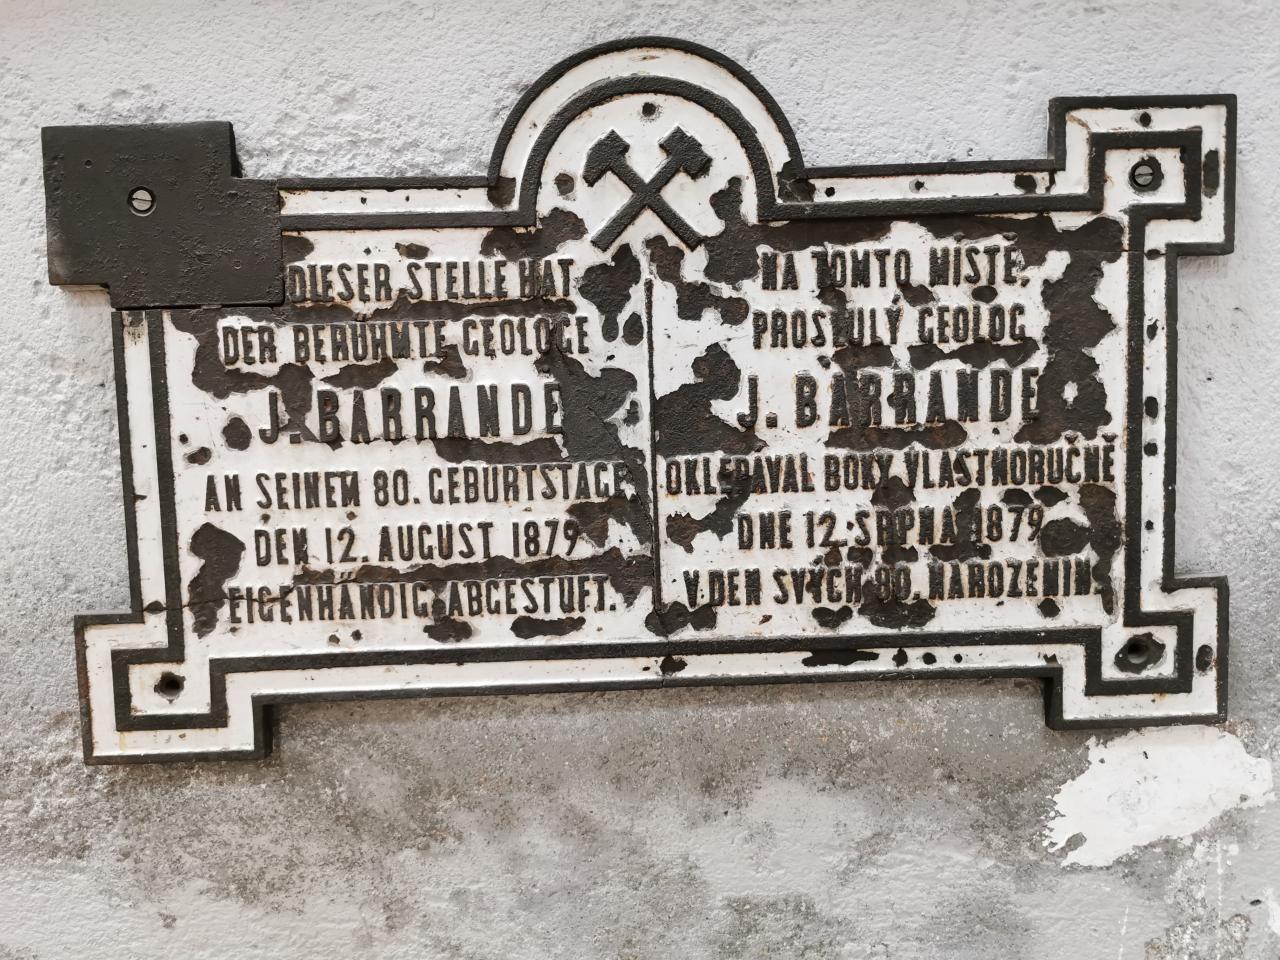 DIESER STELLE HAT
DER BERÜHMTE GEOLOGE
J. BARRANDE
AN SEINEM 80. GEBURTSTAGE
DEN 12. AUGUST 1879
EIGENHÄNDIG ABGESTUFT.
NA TOMTO MÍSTĚ,
PROSLULÝ GEOLOG
J. BARRANDE
OKLEPAVAL BOKY VLASTNORUČNĚ
DNE 12. SRPNA 1879
V DEN SVÝCH 80. NAROZENIN.